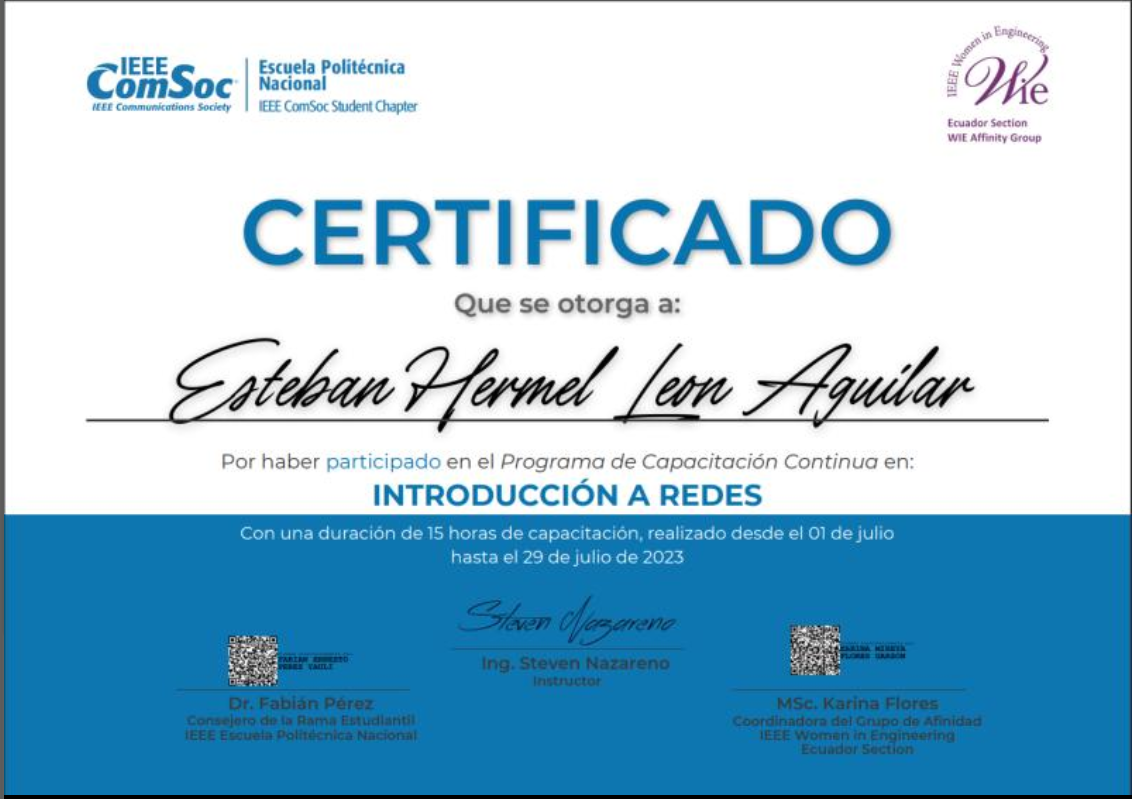 IEEE
ComSoc
IEEE Communications Society
Escuela Politécnica
Nacional
IEEE ComSoc Student Chapter
IEEE Women in Engineering
Wie
Ecuador Section
WIE Affinity Group
CERTIFICADO
Que se otorga a:
Esteban Hermel Leon Aguilar
Por haber participado en el Programa de Capacitación Continua en:
INTRODUCCIÓN A REDES
Con una duración de 15 horas de capacitación, realizado desde el 01 de julio
hasta el 29 de julio de 2023
FABIAN ERNESTO
PEREZ
Dr. Fabián Pérez
Consejero de la Rama Estudiantil
IEEE Escuela Politécnica Nacional
Steven Nazareno
Ing. Steven Nazareno
Instructor
KARINA
FLORES
MSc. Karina Flores
Coordinadora del Grupo de Afinidad
IEEE Women in Engineering
Ecuador Section